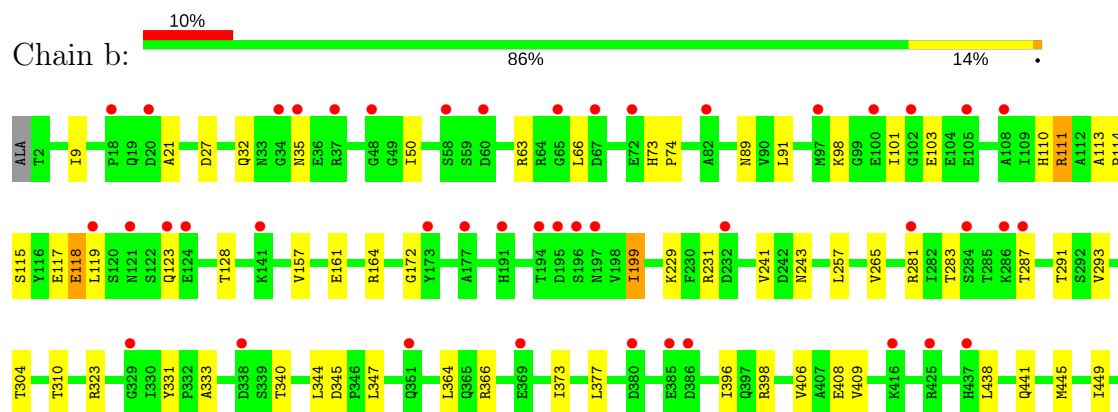 10%
Chain b:
86% 14% •
ALA T2 I9 P18 Q19 D20 A21 D27 Q32 N33 G34 N35 E36 R37 G48 G49 I50 S58 S59 D60 R63 R64 G65 L66 D67 E72 H73 P74 A82 N89 V90 L91 M97 K98 G99 E100 I101 G102 E103 E104 E105 A108 I109 H110 R111 A112 A113
S115 Y116 E117 E118 L119 S120 N121 S122 Q123 E124 T128 K141 V157 E161 R164 G172 Y173 A177 H191 T194 D195 S196 N197 V198 I199 K229 F230 R231 D232 V241 D242 N243 L257 V265 R281 I282 T283 S284 T285 K286 T287 T291 S292 V293
T304 T310 R323 G329 I330 Y331 P332 A333 D338 S339 T340 L344 D345 P346 L347 Q351 L364 Q365 R366 E369 I373 L377 D380 E385 D386 I396 Q397 R398 V406 A407 E408 V409 K416 R425 H437 L438 Q441 M445 I449